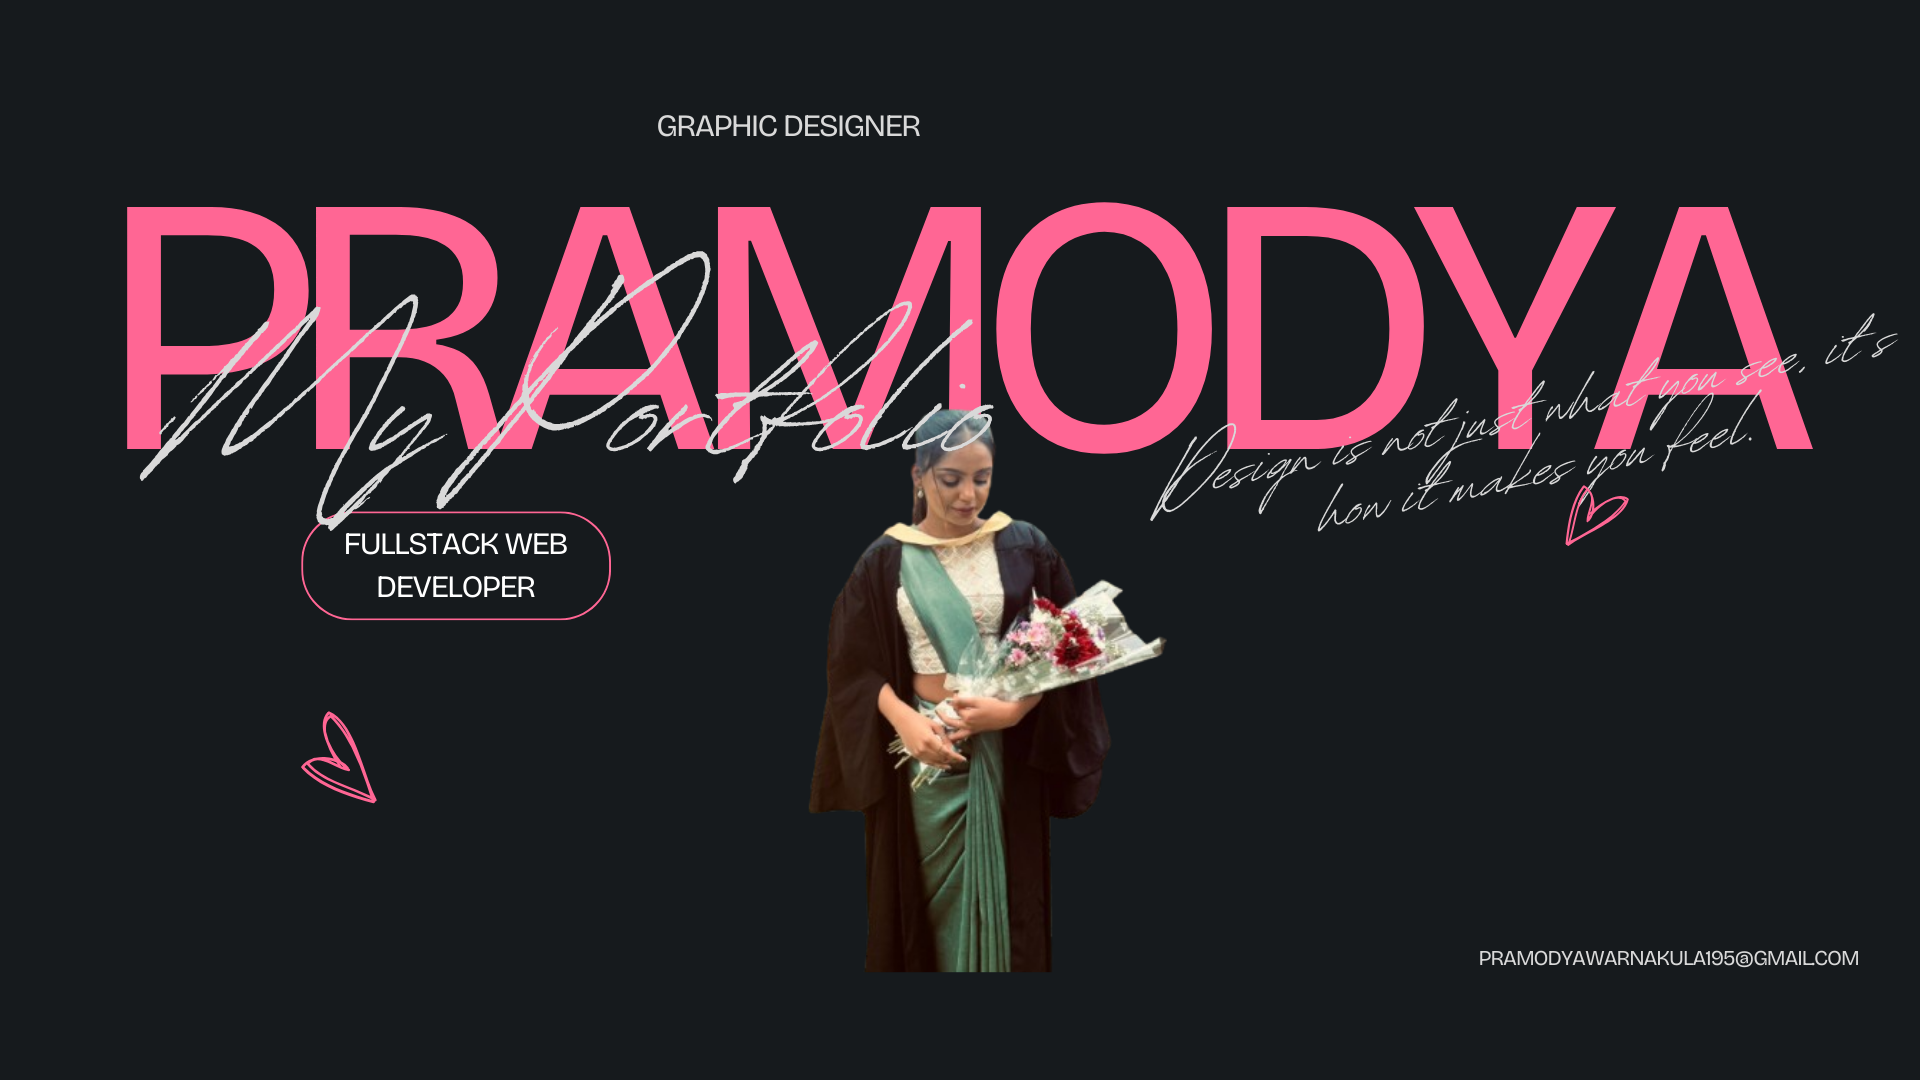 GRAPHIC DESIGNER
PRAMODYA
My Portfolio
Design is not just what you see, it's
how it makes you feel.
FULLSTACK WEB
DEVELOPER
PRAMODYAWARNAKULA195@GMAIL.COM